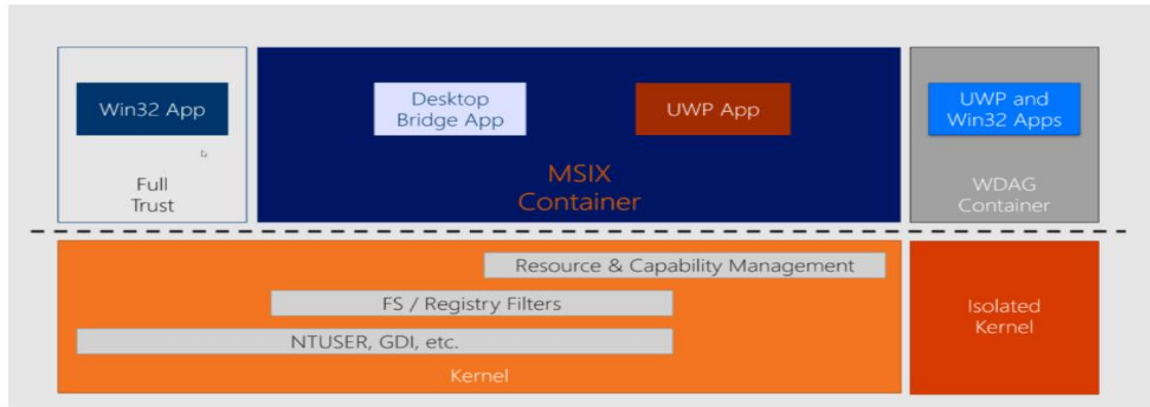 Win32 App
Full
Trust
Desktop
Bridge App
UWP App
MSIX
Container
UWP and
Win32 Apps
WDAG
Container
Resource & Capability Management
FS / Registry Filters
NTUSER, GDI, etc.
Kernel
Isolated
Kernel